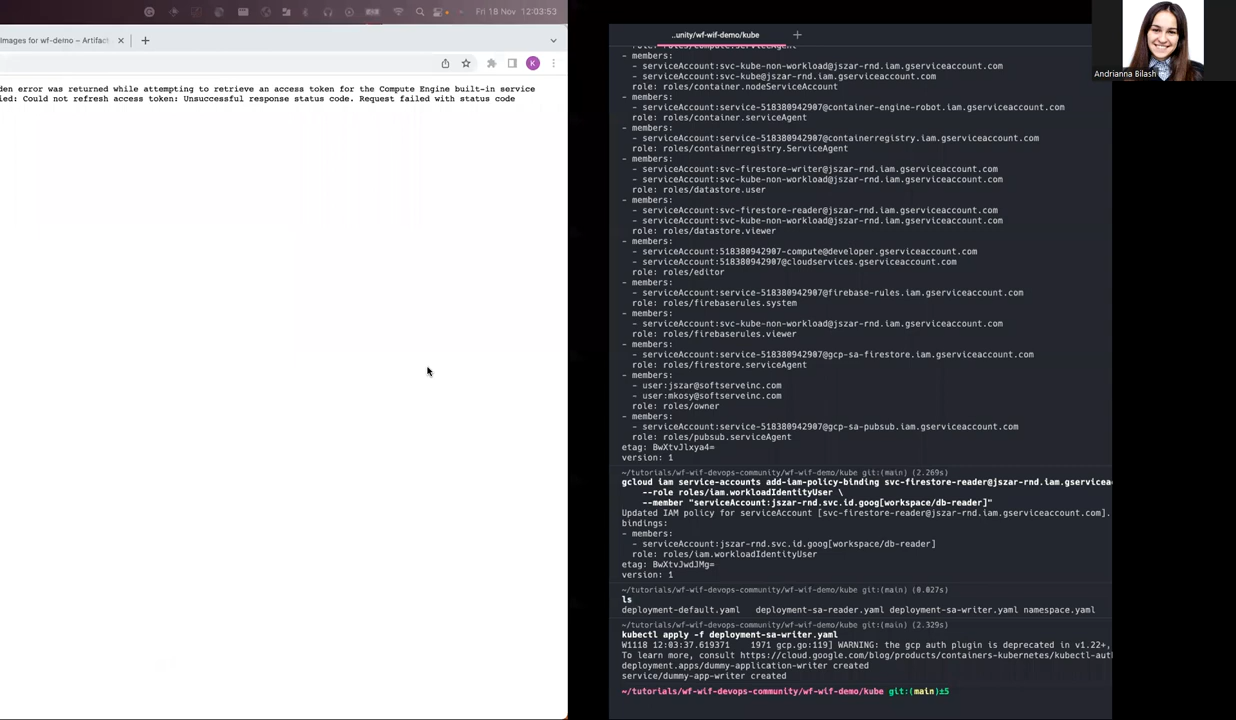 Fri 18 Nov 12:03:53
Images for wf-demo – Artifact
K
den error was returned while attempting to retrieve an access token for the Compute Engine built-in service
led: Could not refresh access token: Unsuccessful response status code. Request failed with status code
..unity/wf-wif-demo/kube
role: roles/compute.serviceAgent
- members:
- serviceAccount:svc-kube-non-workload@jszar-rnd.iam.gserviceaccount.com
- serviceAccount:svc-kube@jszar-rnd.iam.gserviceaccount.com
role: roles/container.nodeServiceAccount
- members:
- serviceAccount:service-518380942907@container-engine-robot.iam.gserviceaccount.com
role: roles/container.serviceAgent
- members:
- serviceAccount:service-518380942907@containerregistry.iam.gserviceaccount.com
role: roles/containerregistry.ServiceAgent
- members:
- serviceAccount:svc-firestore-writer@jszar-rnd.iam.gserviceaccount.com
- serviceAccount:svc-kube-non-workload@jszar-rnd.iam.gserviceaccount.com
role: roles/datastore.user
- members:
- serviceAccount:svc-firestore-reader@jszar-rnd.iam.gserviceaccount.com
- serviceAccount:svc-kube-non-workload@jszar-rnd.iam.gserviceaccount.com
role: roles/datastore.viewer
- members:
- serviceAccount:518380942907-compute@developer.gserviceaccount.com
- serviceAccount:518380942907@cloudservices.gserviceaccount.com
role: roles/editor
- members:
- serviceAccount:service-518380942907@firebase-rules.iam.gserviceaccount.com
role: roles/firebaserules.system
- members:
- serviceAccount:svc-kube-non-workload@jszar-rnd.iam.gserviceaccount.com
role: roles/firebaserules.viewer
- members:
- serviceAccount:service-518380942907@gcp-sa-firestore.iam.gserviceaccount.com
role: roles/firestore.serviceAgent
- members:
- user:jszar@softserveinc.com
- user:mkosy@softserveinc.com
role: roles/owner
- members:
- serviceAccount:service-518380942907@gcp-sa-pubsub.iam.gserviceaccount.com
role: roles/pubsub.serviceAgent
etag: BwXtvJlxya4=
version: 1
~/tutorials/wf-wif-devops-community/wf-wif-demo/kube git:(main) (2.269s)
gcloud iam service-accounts add-iam-policy-binding svc-firestore-reader@jszar-rnd.iam.gservicea
--role roles/iam.workloadIdentityUser \
--member "serviceAccount:jszar-rnd.svc.id.goog[workspace/db-reader]"
Updated IAM policy for serviceAccount [svc-firestore-reader@jszar-rnd.iam.gserviceaccount.com].
bindings:
- members:
- serviceAccount:jszar-rnd.svc.id.goog[workspace/db-reader]
role: roles/iam.workloadIdentityUser
etag: BwXtvJwdJMg=
version: 1
~/tutorials/wf-wif-devops-community/wf-wif-demo/kube git:(main) (0.027s)
ls
deployment-default.yaml deployment-sa-reader.yaml deployment-sa-writer.yaml namespace.yaml
~/tutorials/wf-wif-devops-community/wf-wif-demo/kube git:(main) (2.329s)
kubectl apply -f deployment-sa-writer.yaml
W1118 12:03:37.619371 1971 gcp.go:119] WARNING: the gcp auth plugin is deprecated in v1.22+,
To learn more, consult https://cloud.google.com/blog/products/containers-kubernetes/kubectl-aut
deployment.apps/dummy-application-writer created
service/dummy-app-writer created
~/tutorials/wf-wif-devops-community/wf-wif-demo/kube git:(main)±5
Andrianna Bilash